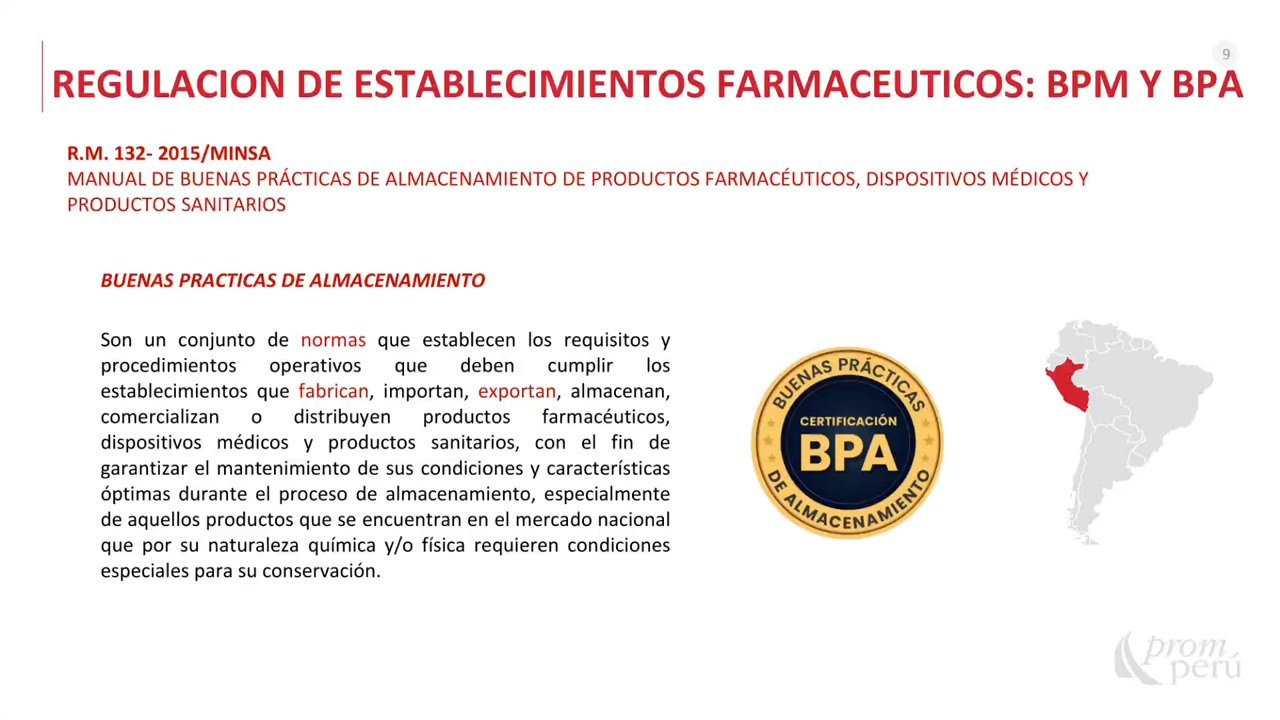 9
REGULACION DE ESTABLECIMIENTOS FARMACEUTICOS: BPM Y BPA
R.M. 132- 2015/MINSA
MANUAL DE BUENAS PRÁCTICAS DE ALMACENAMIENTO DE PRODUCTOS FARMACÉUTICOS, DISPOSITIVOS MÉDICOS Y
PRODUCTOS SANITARIOS
BUENAS PRACTICAS DE ALMACENAMIENTO
Son un conjunto de normas que establecen los requisitos y
procedimientos operativos que deben cumplir los
establecimientos que fabrican, importan, exportan, almacenan,
comercializan o distribuyen productos farmacéuticos,
dispositivos médicos y productos sanitarios, con el fin de
garantizar el mantenimiento de sus condiciones y características
óptimas durante el proceso de almacenamiento, especialmente
de aquellos productos que se encuentran en el mercado nacional
que por su naturaleza química y/o física requieren condiciones
especiales para su conservación.
BUENAS PRÁCTICAS
CERTIFICACIÓN
BPA
DE ALMACENAMIENTO
prom
perú